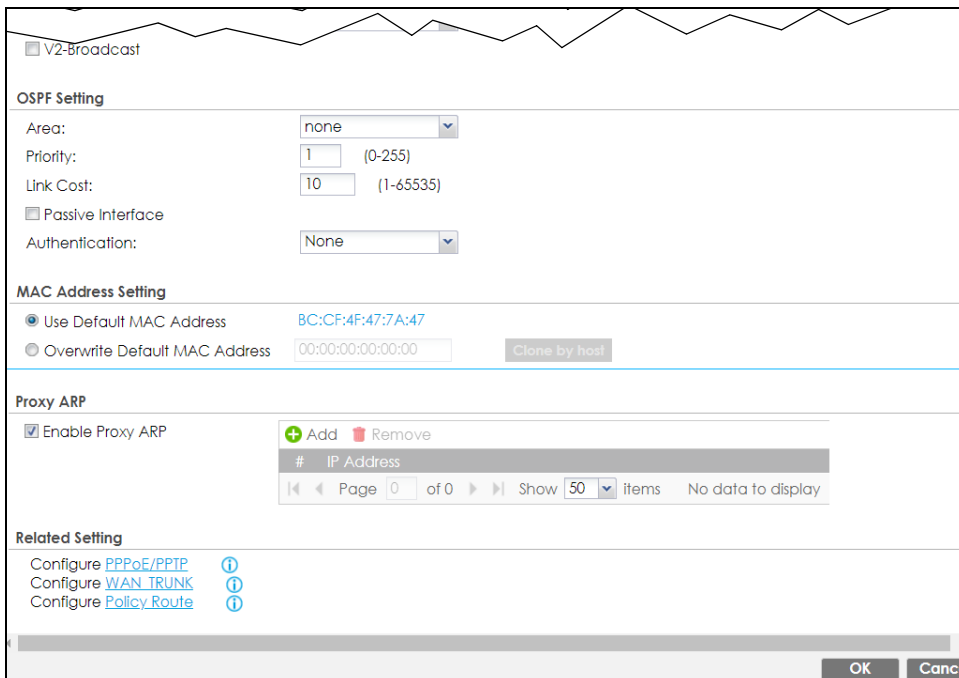 V2-Broadcast
OSPF Setting
Area: none
Priority: 1 (0-255)
Link Cost: 10 (1-65535)
Passive Interface
Authentication: None
MAC Address Setting
Use Default MAC Address BC:CF:4F:47:7A:47
Overwrite Default MAC Address 00:00:00:00:00:00 Clone by host
Proxy ARP
Enable Proxy ARP Add Remove
# IP Address
Page 0 of 0 Show 50 items No data to display
Related Setting
Configure PPPoE/PPTP
Configure WAN TRUNK
Configure Policy Route
OK Canc